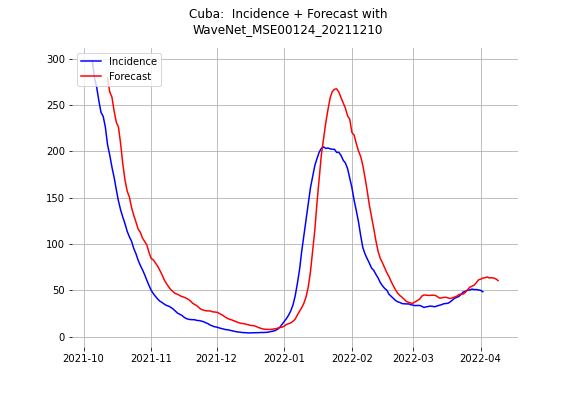 Cuba:  Incidence + Forecast with
WaveNet_MSE00124_20211210
Incidence
Forecast
300
250
200
150
100
50
0
2021-10 2021-11 2021-12 2022-01 2022-02 2022-03 2022-04